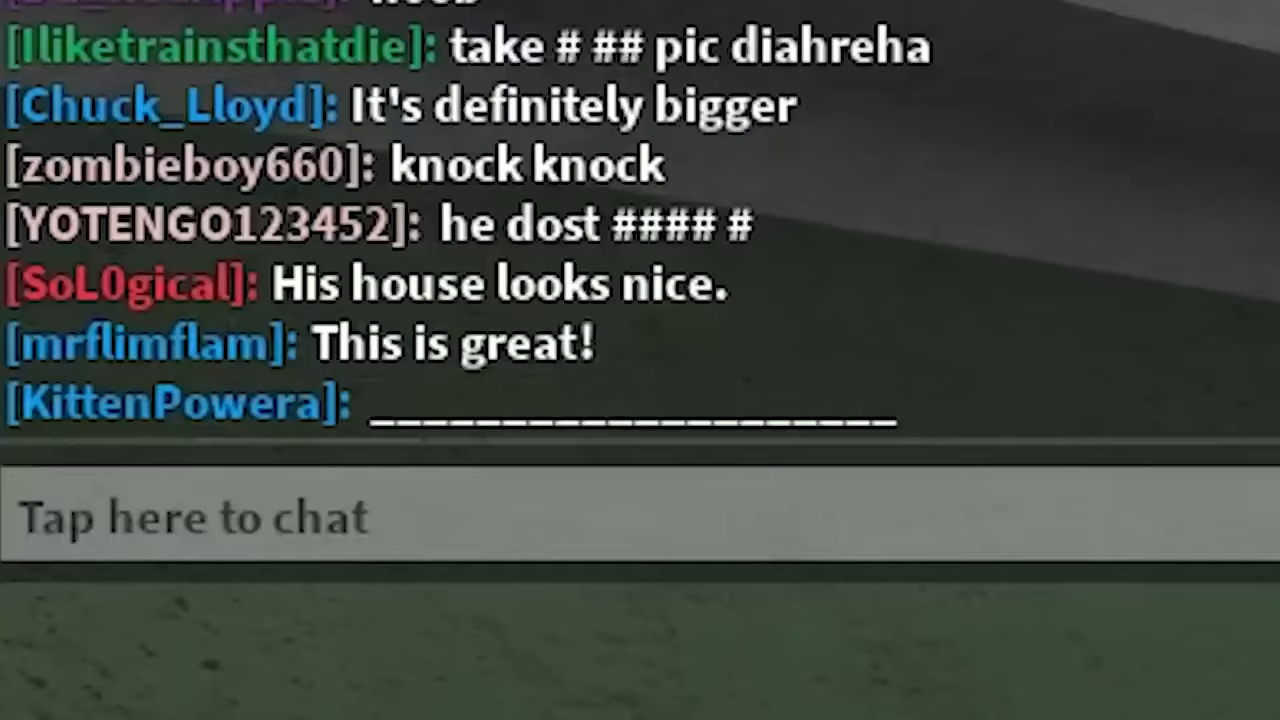 [Iliketrainsthatdie]: take # ## pic diahreha
[Chuck_Lloyd]: It's definitely bigger
[zombieboy660]: knock knock
[YOTENGO123452]: he dost #### #
[SoL0gical]: His house looks nice.
[mrflimflam]: This is great!
[KittenPowera]: ____________________
Tap here to chat